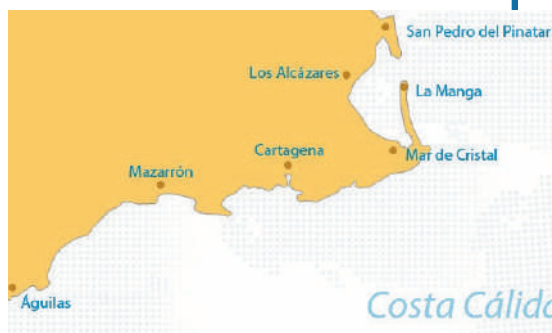 San Pedro del Pinatar
Los Alcázares
La Manga
Cartagena
Mar de Cristal
Mazarrón
Águilas
Costa Cálida